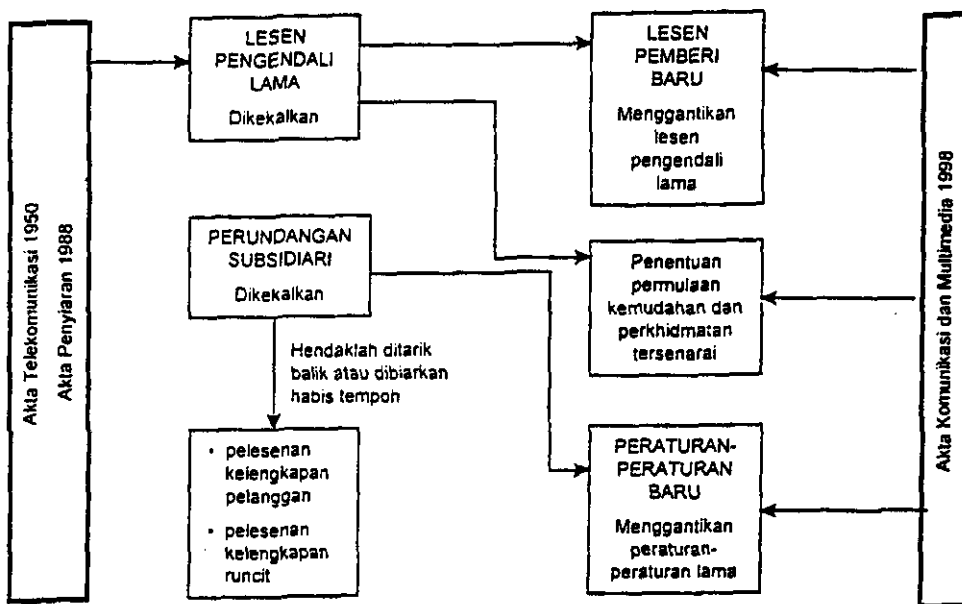 Akta Telekomunikasi 1950
Akta Penyiaran 1988
LESEN
PENGENDALI
LAMA
Dikekalkan
PERUNDANGAN
SUBSIDIARI
Dikekalkan
Hendaklah ditarik
balik atau dibiarkan
habis tempoh
• pelesenan
kelengkapan
pelanggan
• pelesenan
kelengkapan
runcit
LESEN
PEMBERI
BARU
Menggantikan
lesen
pengendali
lama
Penentuan
permulaan
kemudahan dan
perkhidmatan
tersenarai
PERATURAN-
PERATURAN
BARU
Menggantikan
peraturan-
peraturan lama
Akta Komunikasi dan Multimedia 1998